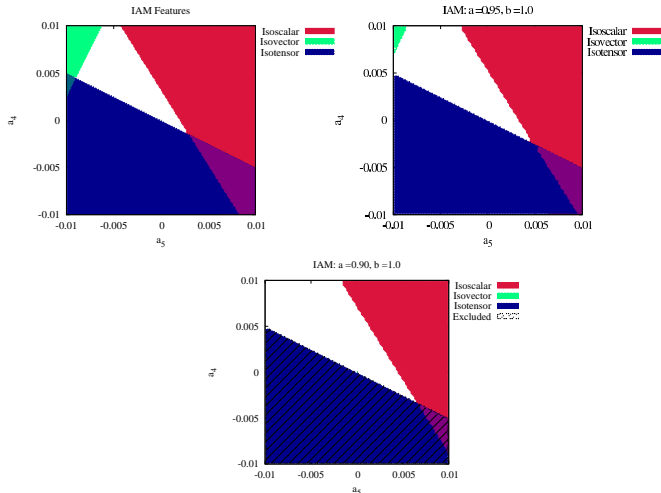 IAM Features
Isoscalar
Isovector
Isotensor
a4
0.01
0.005
0
-0.005
-0.01
-0.01
-0.005
0
0.005
0.01
a5
IAM: a =0.95, b =1.0
Isoscalar
Isovector
Isotensor
a4
0.01
0.005
0
-0.005
-0.01
-0.01
-0.005
0
0.005
0.01
a5
IAM: a =0.90, b =1.0
Isoscalar
Isovector
Isotensor
Excluded
a4
0.01
0.005
0
-0.005
-0.01
-0.01
-0.005
0
0.005
0.01
a5